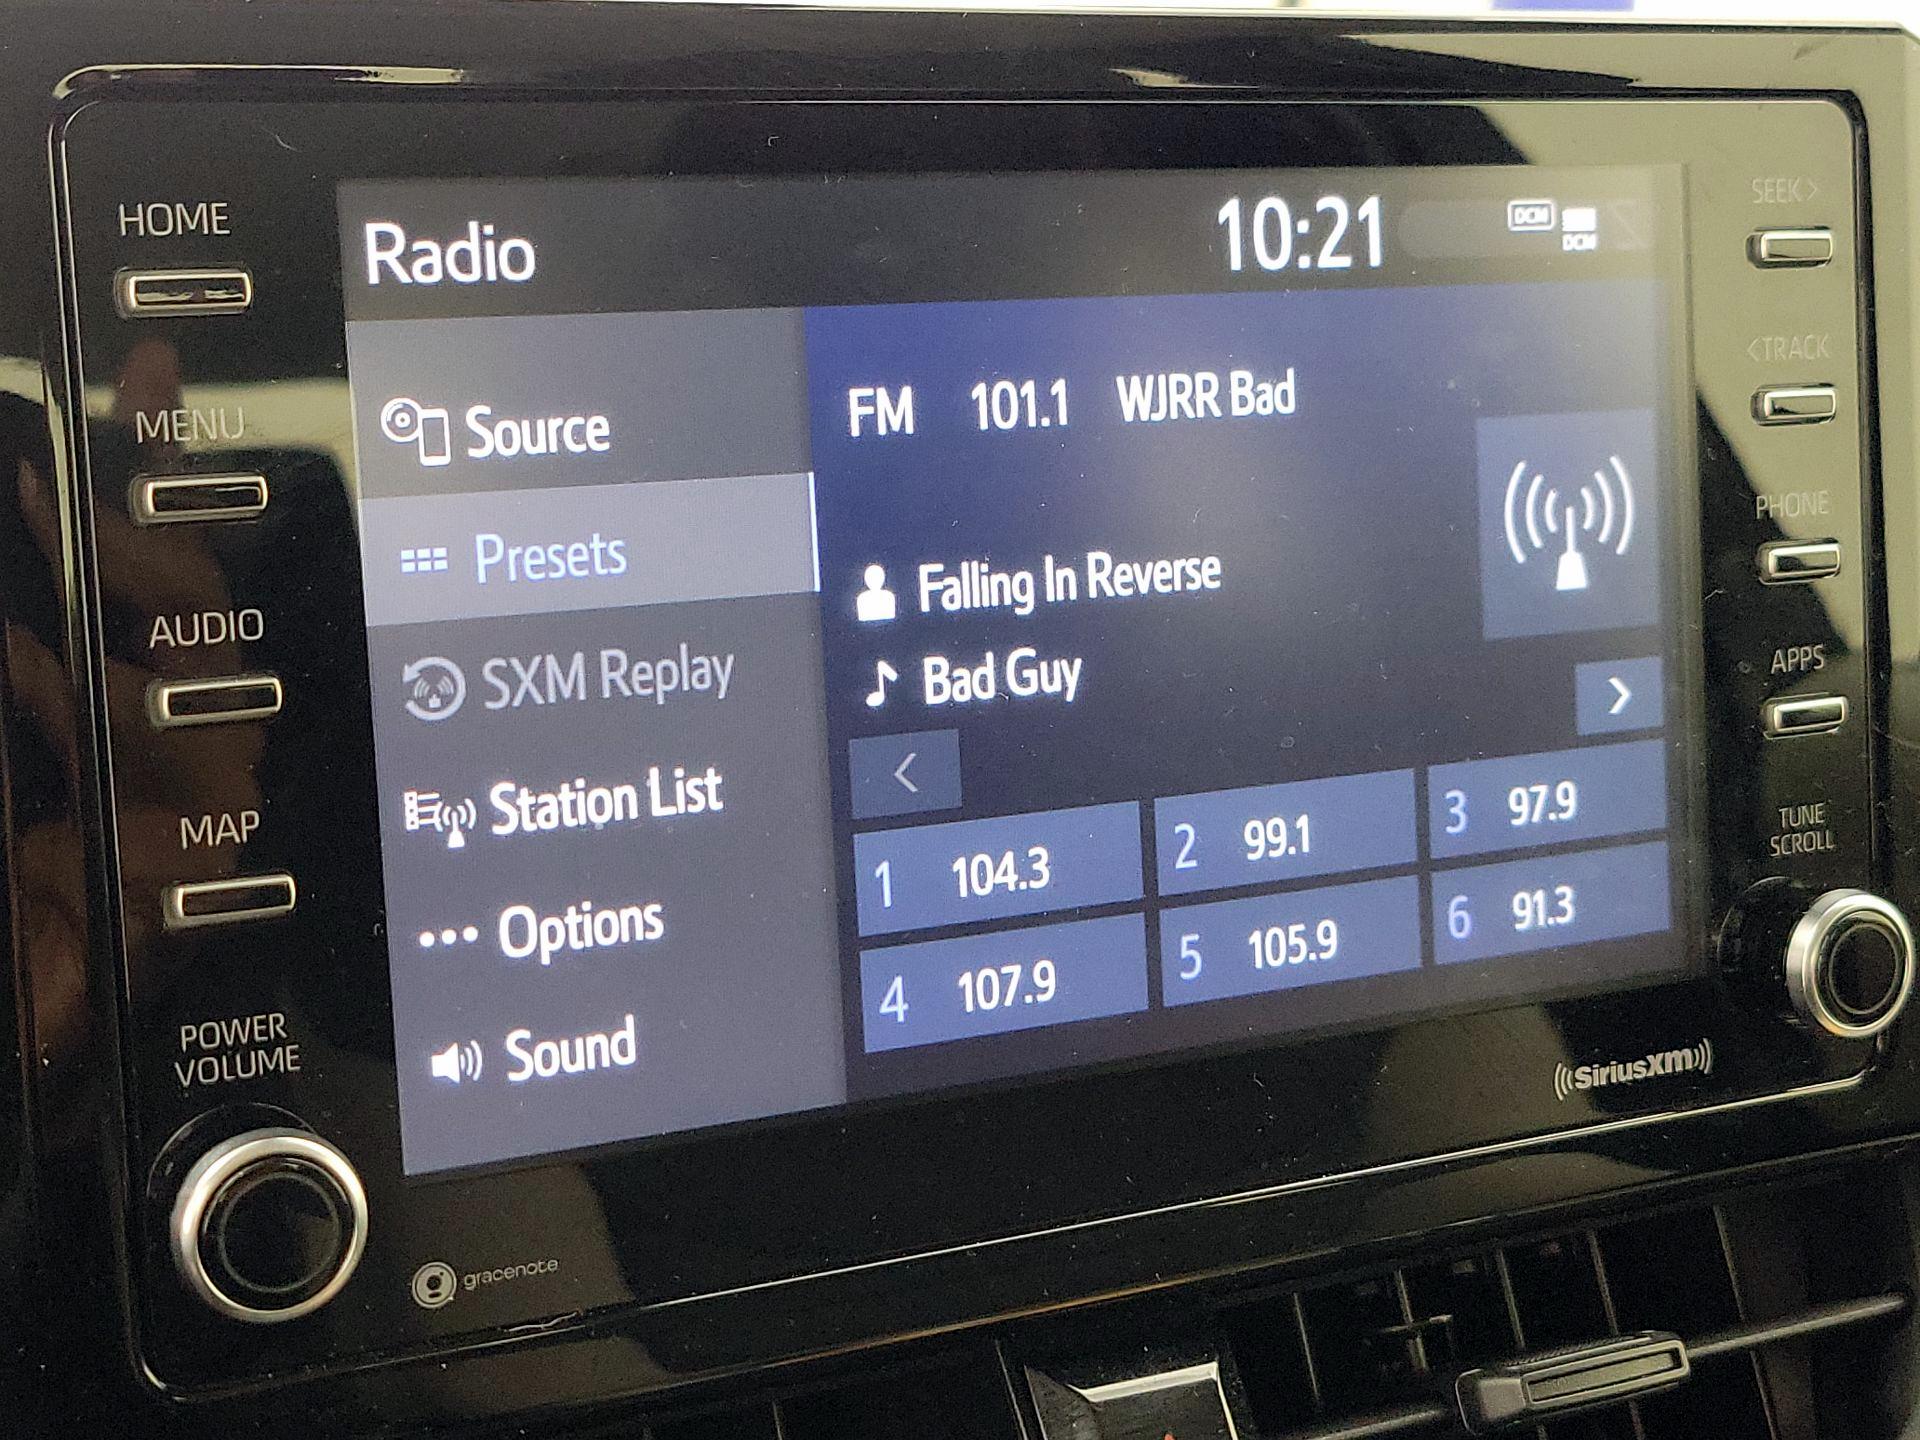 HOME
MENU
AUDIO
MAP
POWER
VOLUME
Radio
10:21
DCM
DCM
Source
Presets
SXM Replay
Station List
Options
Sound
FM 101.1 WJRR Bad
Falling In Reverse
Bad Guy
<
>
1 104.3
2 99.1
3 97.9
4 107.9
5 105.9
6 91.3
SEEK>
<TRACK
PHONE
APPS
TUNE
SCROLL
SiriusXM
gracenote